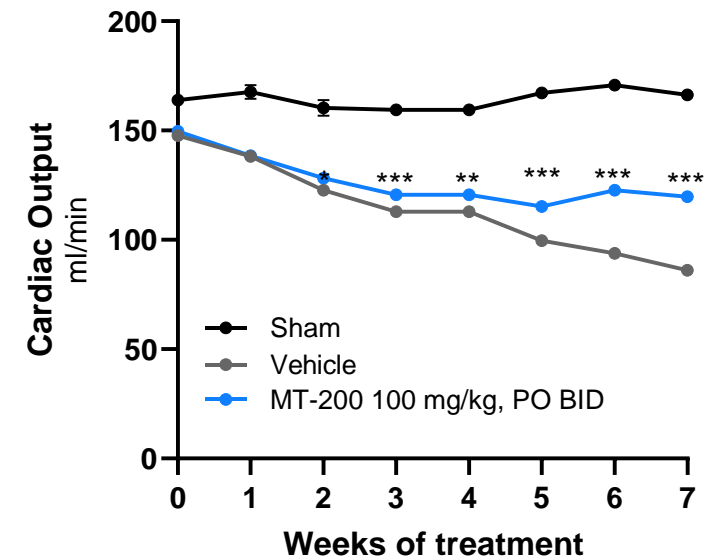 200
150
100
50
0
Cardiac Output
ml/min
* *** ** *** *** ***
Sham
Vehicle
MT-200 100 mg/kg, PO BID
0 1 2 3 4 5 6 7
Weeks of treatment